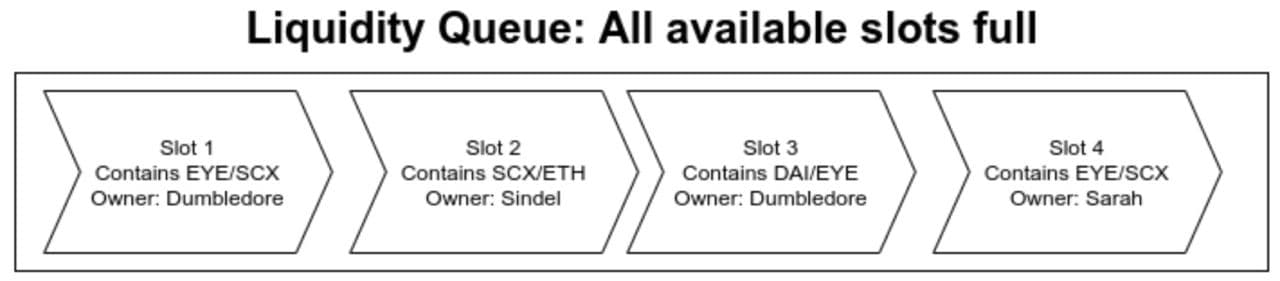 Liquidity Queue: All available slots full
Slot 1
Contains EYE/SCX
Owner: Dumbledore
Slot 2
Contains SCX/ETH
Owner: Sindel
Slot 3
Contains DAI/EYE
Owner: Dumbledore
Slot 4
Contains EYE/SCX
Owner: Sarah